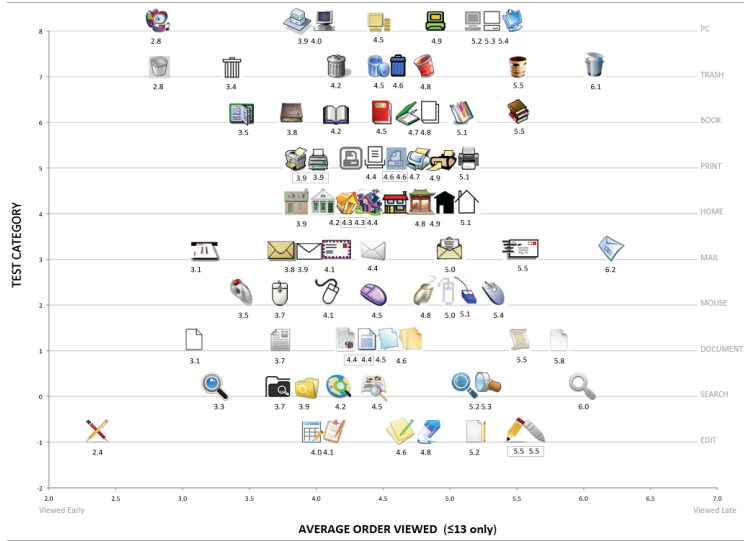 8
PC
2.8 3.9 4.0 4.5 4.9 5.2 5.3 5.4
7
TRASH
2.8 3.4 4.2 4.5 4.6 4.8 5.5 6.1
6
BOOK
3.5 3.8 4.2 4.5 4.7 4.8 5.1 5.5
5
PRINT
3.9 3.9 4.4 4.6 4.6 4.7 4.9 5.1
4
HOME
3.9 4.2 4.3 4.3 4.4 4.8 4.9 5.1
3
MAIL
3.1 3.8 3.9 4.1 4.4 5.0 5.5 6.2
2
MOUSE
3.5 3.7 4.1 4.5 4.8 5.0 5.1 5.4
1
DOCUMENT
3.1 3.7 4.4 4.4 4.5 4.6 5.5 5.8
0
SEARCH
3.3 3.7 3.9 4.2 4.5 5.2 5.3 6.0
-1
EDIT
2.4 4.0 4.1 4.6 4.8 5.2 5.5 5.5
-2
TEST CATEGORY
2.0 2.5 3.0 3.5 4.0 4.5 5.0 5.5 6.0 6.5 7.0
Viewed Early Viewed Late
AVERAGE ORDER VIEWED (≤13 only)